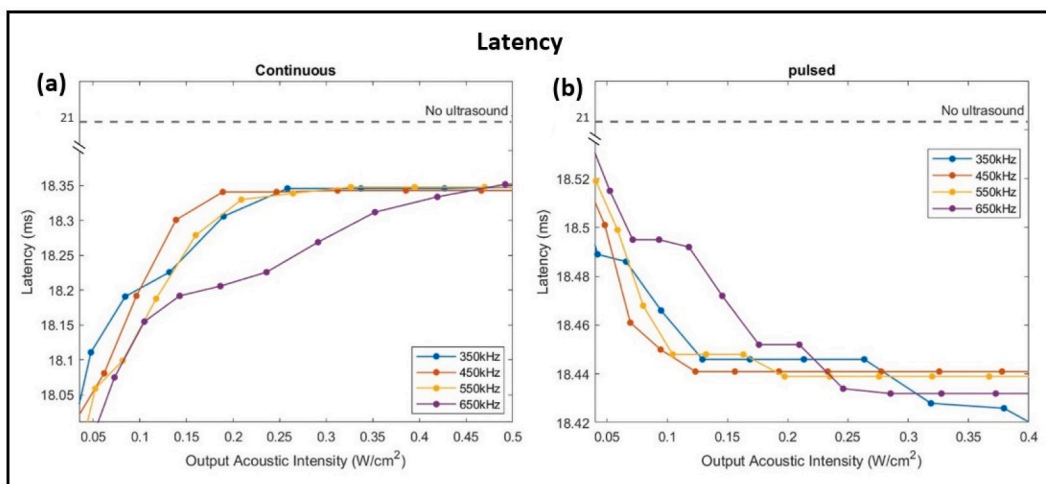 Latency
(a)
Continuous
No ultrasound
21
18.35
18.3
18.25
18.2
18.15
18.1
18.05
Latency (ms)
350kHz
450kHz
550kHz
650kHz
0.05 0.1 0.15 0.2 0.25 0.3 0.35 0.4 0.45 0.5
Output Acoustic Intensity (W/cm²)
(b)
pulsed
No ultrasound
21
18.52
18.5
18.48
18.46
18.44
18.42
Latency (ms)
350kHz
450kHz
550kHz
650kHz
0.05 0.1 0.15 0.2 0.25 0.3 0.35 0.4
Output Acoustic Intensity (W/cm²)